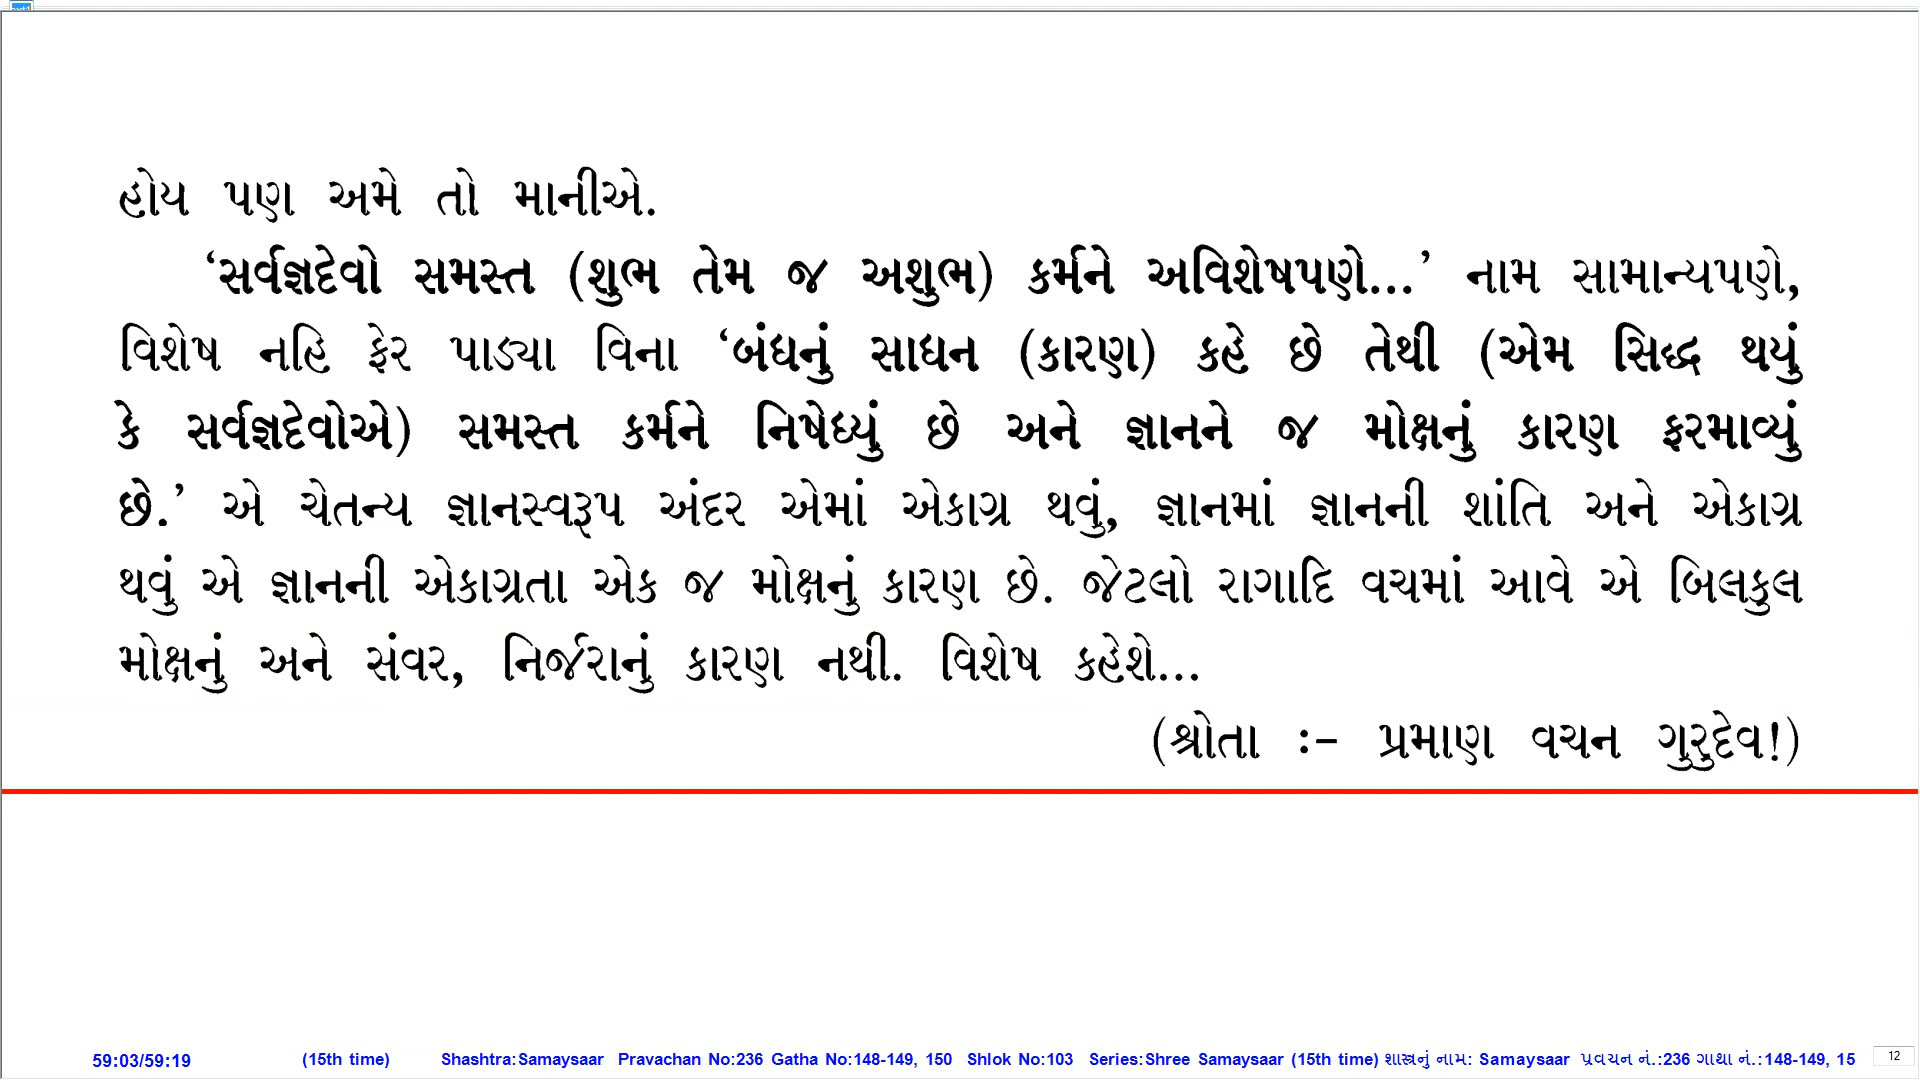 હોય પણ અમે તો માનીએ.
‘સર્વજ્ઞદેવો સમસ્ત (શુભ તેમ જ અશુભ) કર્મને અવિશેષપણે...’ નામ સામાન્યપણે,
વિશેષ નહિ ફેર પાડ્યા વિના ‘બંધનું સાધન (કારણ) કહે છે તેથી (એમ સિદ્ધ થયું
કે સર્વજ્ઞદેવોએ) સમસ્ત કર્મને નિષેધ્યું છે અને જ્ઞાનને જ મોક્ષનું કારણ ફરમાવ્યું
છે.’ એ ચેતન્ય જ્ઞાનસ્વરૂપ અંદર એમાં એકાગ્ર થવું, જ્ઞાનમાં જ્ઞાનની શાંતિ અને એકાગ્ર
થવું એ જ્ઞાનની એકાગ્રતા એક જ મોક્ષનું કારણ છે. જેટલો રાગાદિ વચમાં આવે એ બિલકુલ
મોક્ષનું અને સંવર, નિર્જરાનું કારણ નથી. વિશેષ કહેશે...
(શ્રોતા :- પ્રમાણ વચન ગુરુદેવ!)
59:03/59:19 (15th time) Shashtra:Samaysaar Pravachan No:236 Gatha No:148-149, 150 Shlok No:103 Series:Shree Samaysaar (15th time) શાસ્ત્રનું નામ: Samaysaar પ્રવચન નં.:236 ગાથા નં.:148-149, 15 12